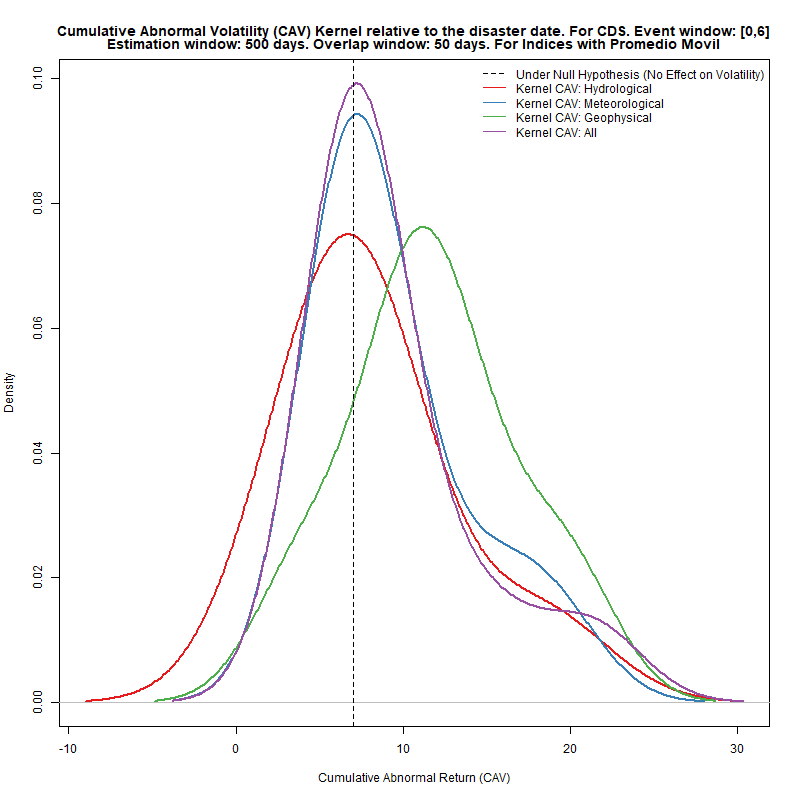 Cumulative Abnormal Volatility (CAV) Kernel relative to the disaster date. For CDS. Event window: [0,6]
Estimation window: 500 days. Overlap window: 50 days. For Indices with Promedio Movil
Under Null Hypothesis (No Effect on Volatility)
Kernel CAV: Hydrological
Kernel CAV: Meteorological
Kernel CAV: Geophysical
Kernel CAV: All
Density
0.10
0.08
0.06
0.04
0.02
0.00
-10 0 10 20 30
Cumulative Abnormal Return (CAV)